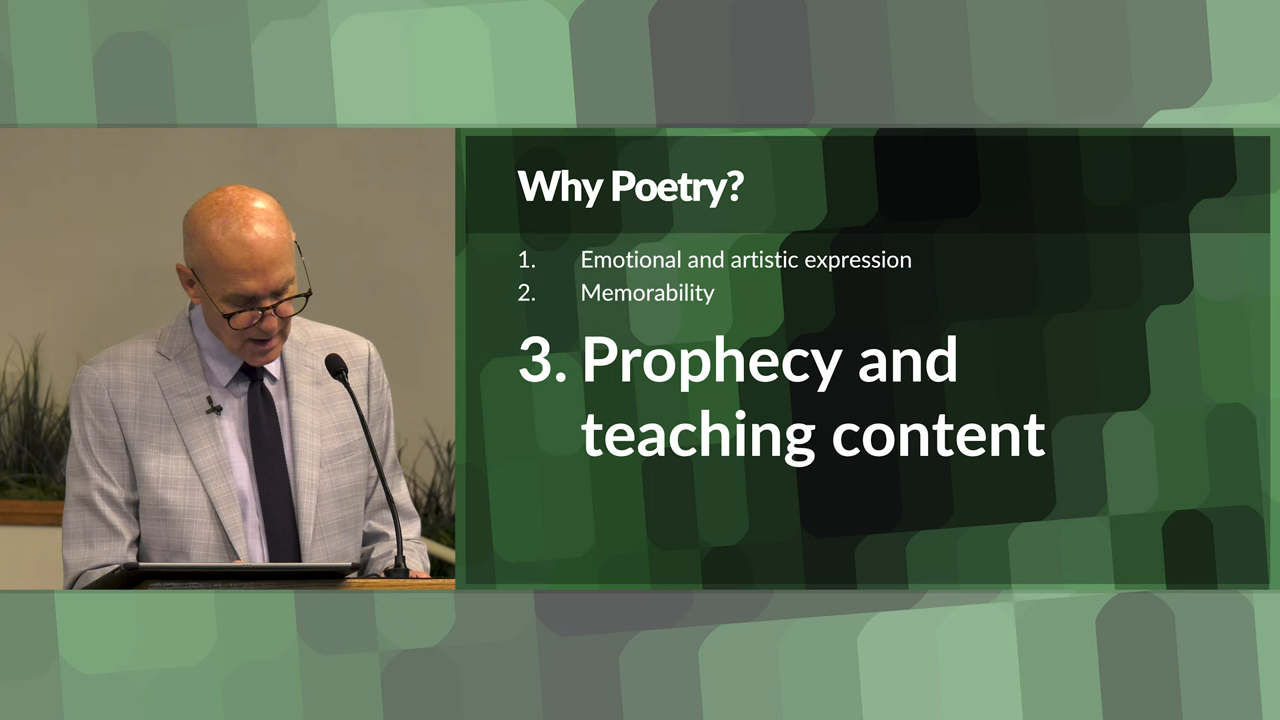 Why Poetry?
1. Emotional and artistic expression
2. Memorability
3. Prophecy and
teaching content